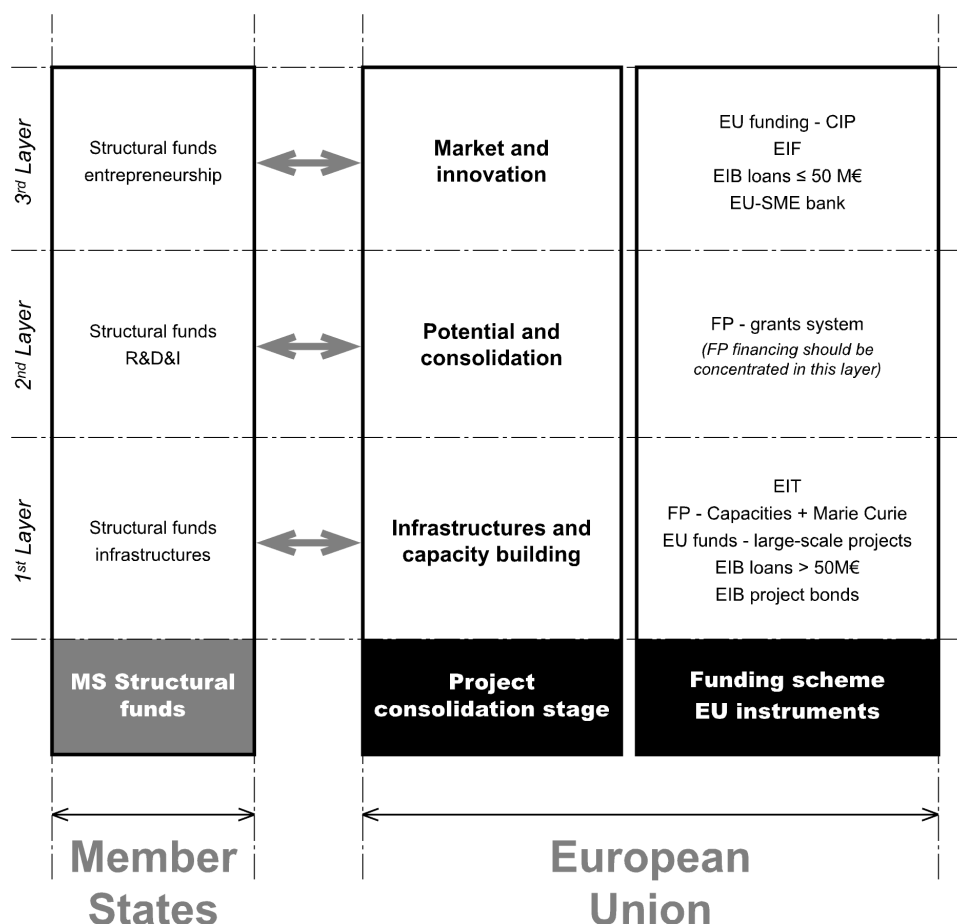 3rd Layer
Structural funds
entrepreneurship
Market and
innovation
EU funding - CIP
EIF
EIB loans ≤ 50 M€
EU-SME bank
2nd Layer
Structural funds
R&D&I
Potential and
consolidation
FP - grants system
(FP financing should be
concentrated in this layer)
1st Layer
Structural funds
infrastructures
Infrastructures and
capacity building
EIT
FP - Capacities + Marie Curie
EU funds - large-scale projects
EIB loans > 50M€
EIB project bonds
MS Structural
funds
Project
consolidation stage
Funding scheme
EU instruments
Member
States
European
Union